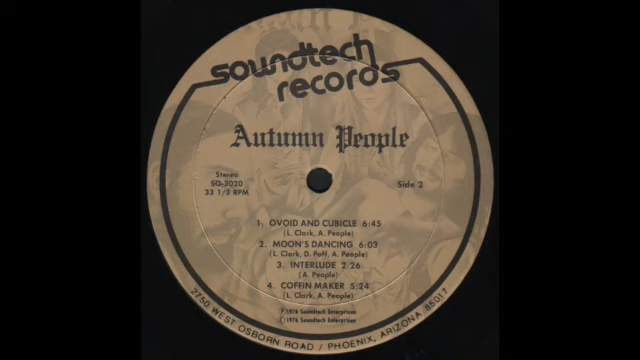 soundtech
records
Autumn People
Stereo
SO-3020
33 1/3 RPM
Side 2
1. OVOID AND CUBICLE 6:45
(L. Clark, A. People)
2. MOON'S DANCING 6:03
(L. Clark, D. Poff, A. People)
3. INTERLUDE 2:26
(A. People)
4. COFFIN MAKER 5:24
(L. Clark, A. People)
℗ 1976 Soundtech Enterprises
© 1976 Soundtech Enterprises
2750 WEST OSBORN ROAD / PHOENIX, ARIZONA 85017